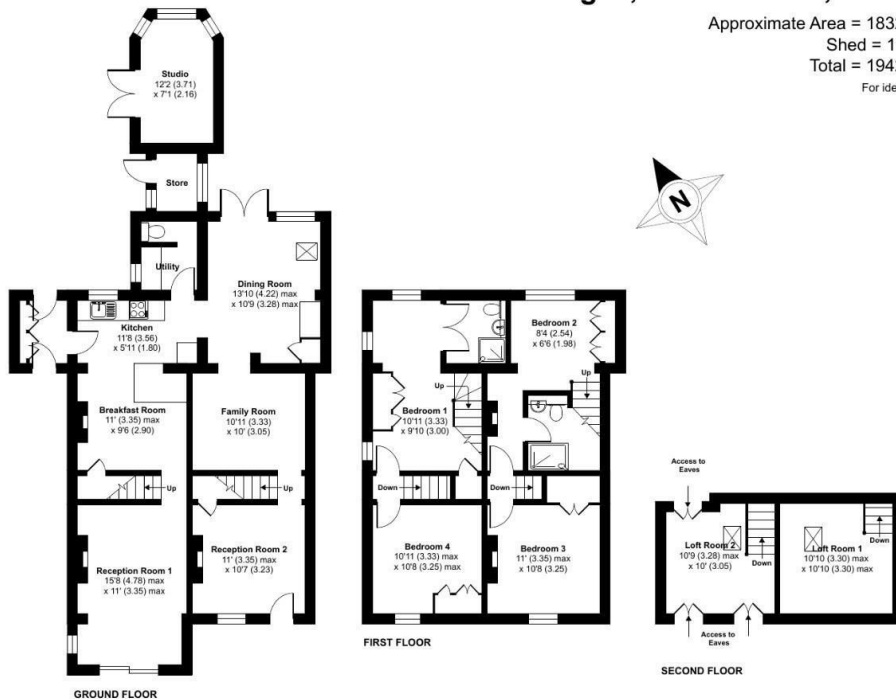 Approximate Area = 183
Shed = 1
Total = 194
For ide
Studio
12'2 (3.71)
x 7'1 (2.16)
Store
Utility
Dining Room
13'10 (4.22) max
x 10'9 (3.28) max
Kitchen
11'8 (3.56)
x 5'11 (1.80)
Breakfast Room
11' (3.35) max
x 9'6 (2.90)
Family Room
10'11 (3.33)
x 10' (3.05)
Up
Up
Reception Room 1
15'8 (4.78) max
x 11' (3.35) max
Reception Room 2
11' (3.35) max
x 10'7 (3.23)
GROUND FLOOR
N
Bedroom 2
8'4 (2.54)
x 6'6 (1.98)
Up
Up
Bedroom 1
10'11 (3.33)
x 9'10 (3.00)
Down
Down
Bedroom 4
10'11 (3.33) max
x 10'8 (3.25) max
Bedroom 3
11' (3.35) max
x 10'8 (3.25)
FIRST FLOOR
Access to
Eaves
Loft Room 2
10'9 (3.28) max
x 10' (3.05)
Down
Loft Room 1
10'10 (3.30) max
x 10'10 (3.30) max
Down
Access to
Eaves
SECOND FLOOR